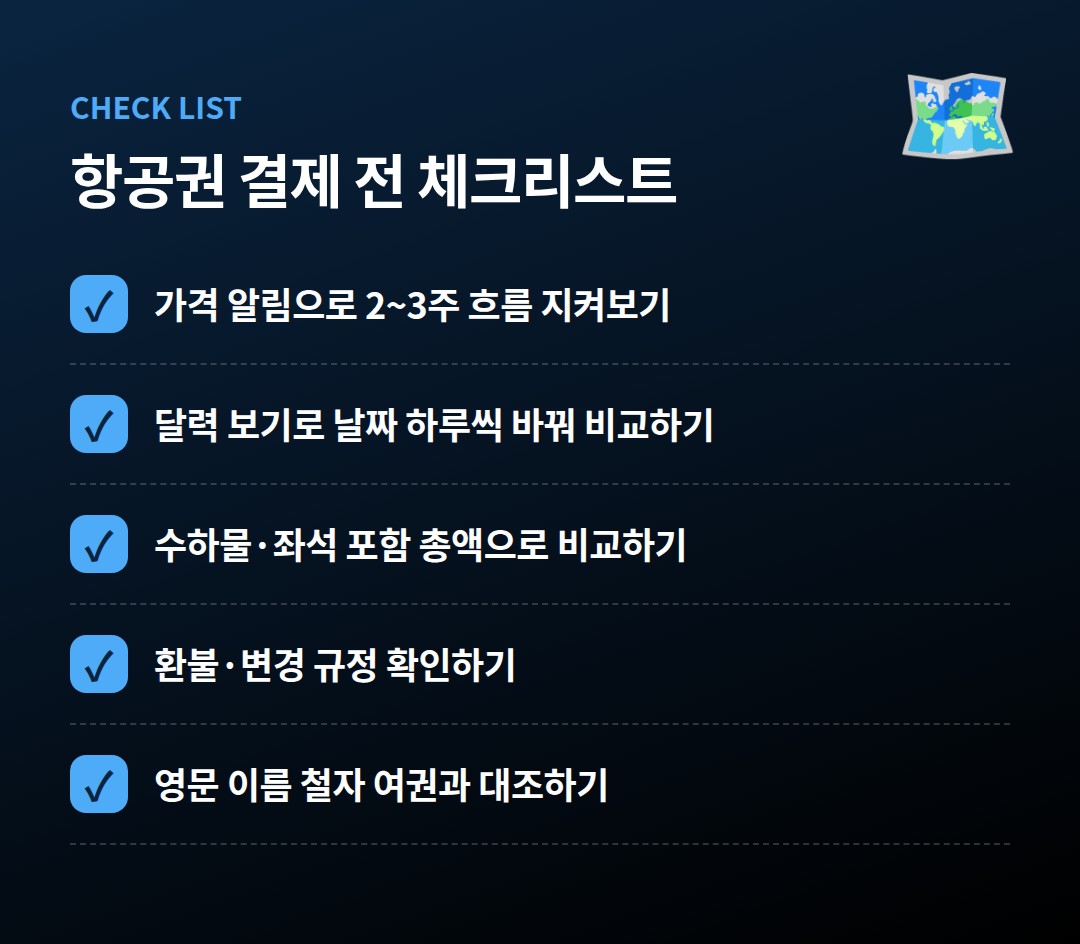 CHECK LIST
항공권 결제 전 체크리스트
가격 알림으로 2~3주 흐름 지켜보기
달력 보기로 날짜 하루씩 바꿔 비교하기
수하물·좌석 포함 총액으로 비교하기
환불·변경 규정 확인하기
영문 이름 철자 여권과 대조하기